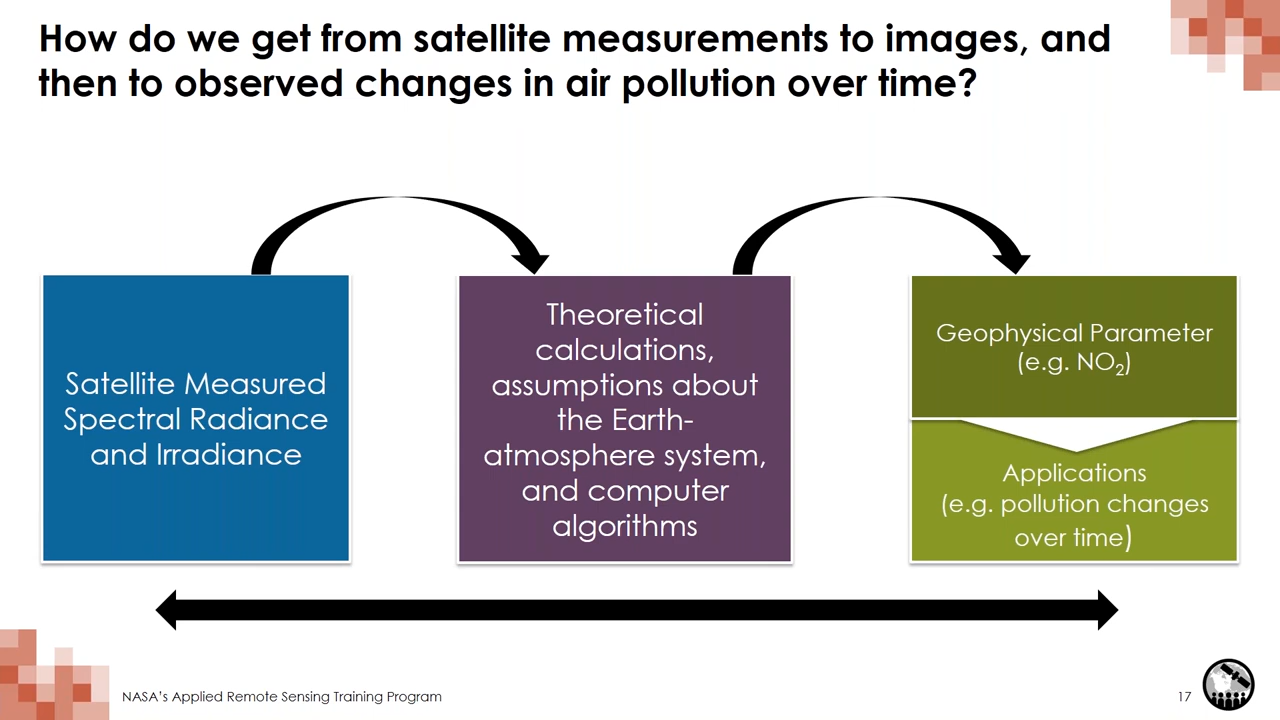 How do we get from satellite measurements to images, and
then to observed changes in air pollution over time?
Satellite Measured
Spectral Radiance
and Irradiance
Theoretical
calculations,
assumptions about
the Earth-
atmosphere system,
and computer
algorithms
Geophysical Parameter
(e.g. NO₂)
Applications
(e.g. pollution changes
over time)
NASA’s Applied Remote Sensing Training Program
17